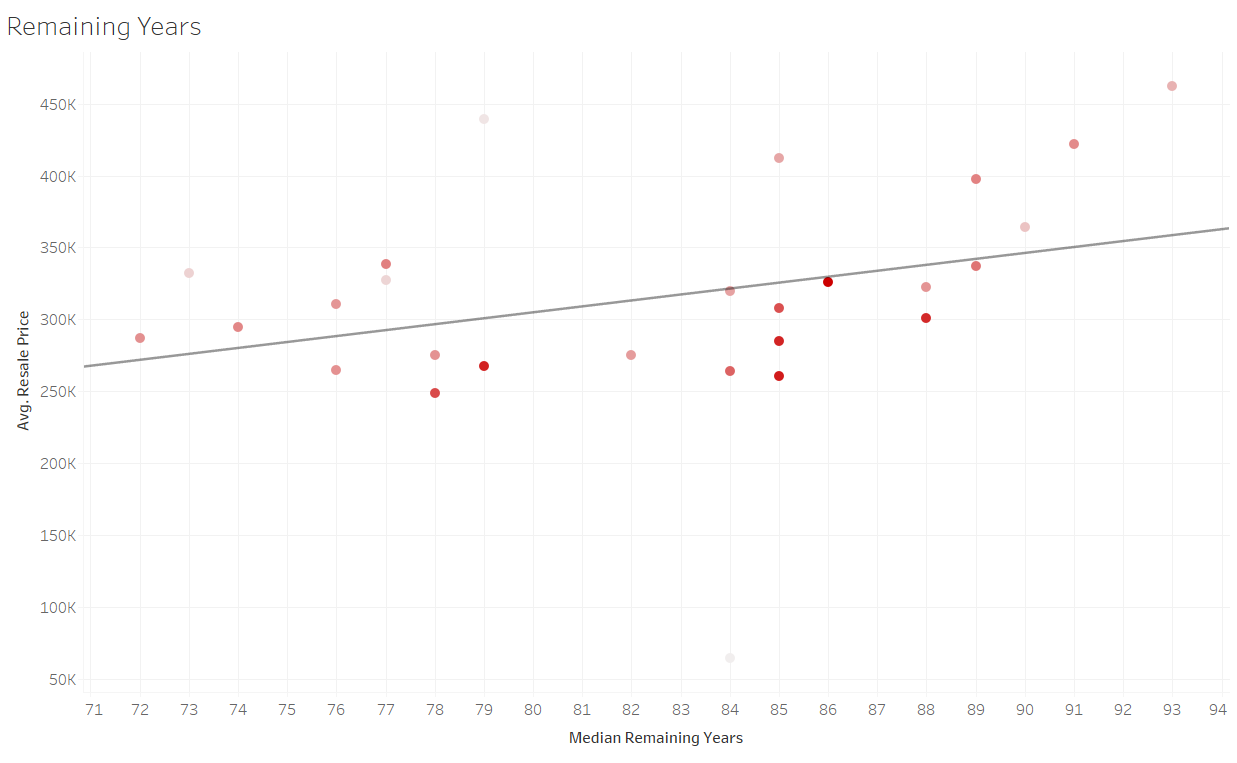 Remaining Years
450K
400K
350K
300K
250K
200K
150K
100K
50K
Avg. Resale Price
71 72 73 74 75 76 77 78 79 80 81 82 83 84 85 86 87 88 89 90 91 92 93 94
Median Remaining Years